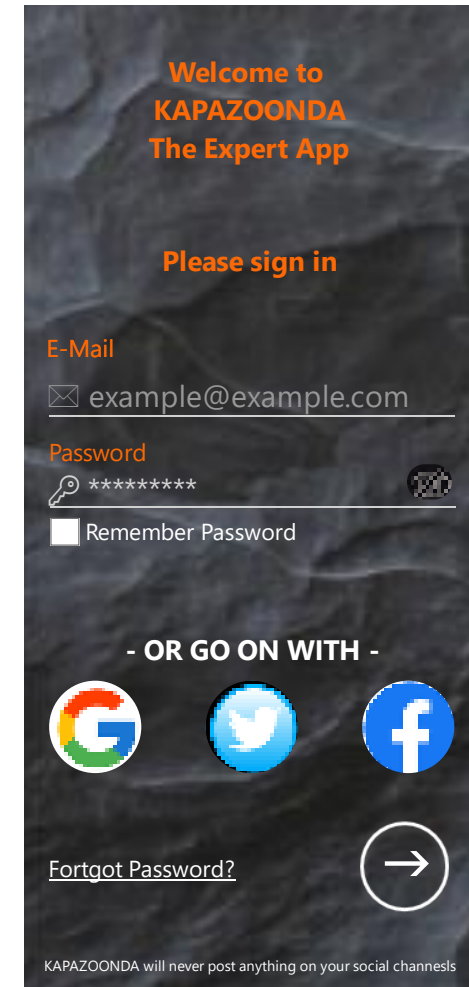 Welcome to
KAPAZOONDA
The Expert App
Please sign in
E-Mail
example@example.com
Password
*********
Remember Password
- OR GO ON WITH -
Fortgot Password?
KAPAZOONDA will never post anything on your social channesls